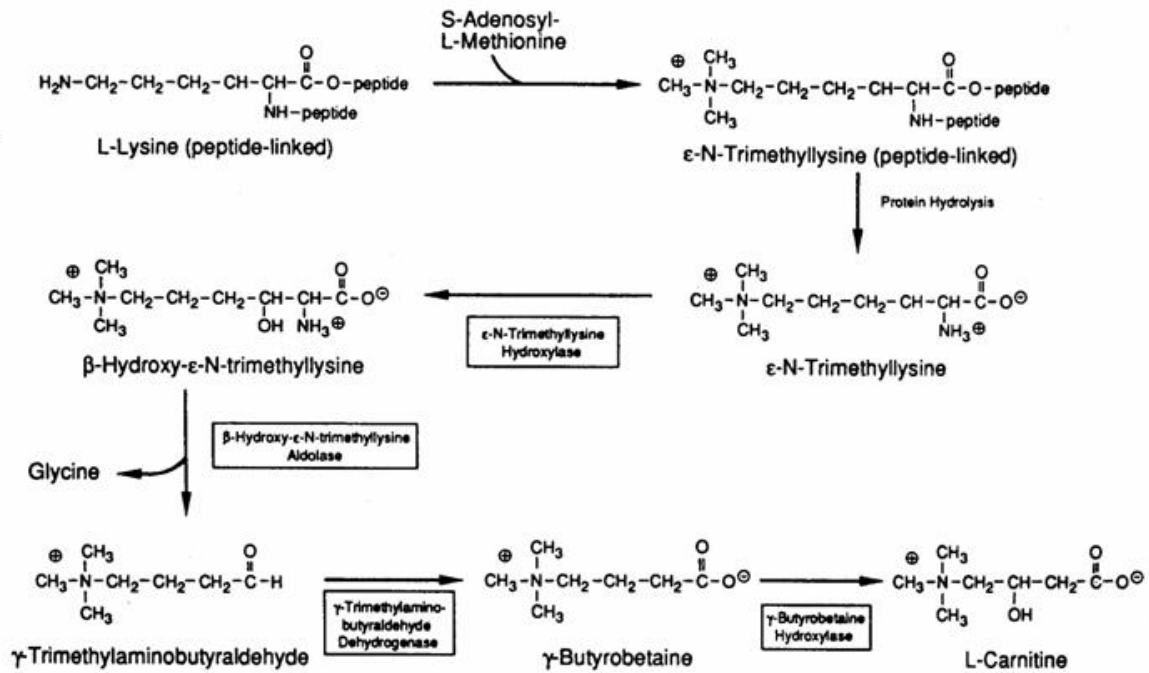 S-Adenosyl-
L-Methionine
O
H₂N–CH₂–CH₂–CH₂–CH–CH–C–O–peptide
NH–peptide
L-Lysine (peptide-linked)
⊕ CH₃ O
CH₃–N–CH₂–CH₂–CH₂–CH–CH–C–O–peptide
CH₃ NH–peptide
ε-N-Trimethyllysine (peptide-linked)
Protein Hydrolysis
⊕ CH₃ O
CH₃–N–CH₂–CH₂–CH₂–CH–CH–C–O⊖
CH₃ OH NH₃⊕
β-Hydroxy-ε-N-trimethyllysine
ε-N-Trimethyllysine
Hydroxylase
⊕ CH₃ O
CH₃–N–CH₂–CH₂–CH₂–CH–CH–C–O⊖
CH₃ NH₃⊕
ε-N-Trimethyllysine
β-Hydroxy-ε-N-trimethyllysine
Aldolase
Glycine
⊕ CH₃ O
CH₃–N–CH₂–CH₂–CH₂–C–H
CH₃
γ-Trimethylaminobutyraldehyde
γ-Trimethylamino-
butyraldehyde
Dehydrogenase
⊕ CH₃ O
CH₃–N–CH₂–CH₂–CH₂–C–O⊖
CH₃
γ-Butyrobetaine
γ-Butyrobetaine
Hydroxylase
⊕ CH₃ O
CH₃–N–CH₂–CH–CH₂–C–O⊖
CH₃ OH
L-Carnitine